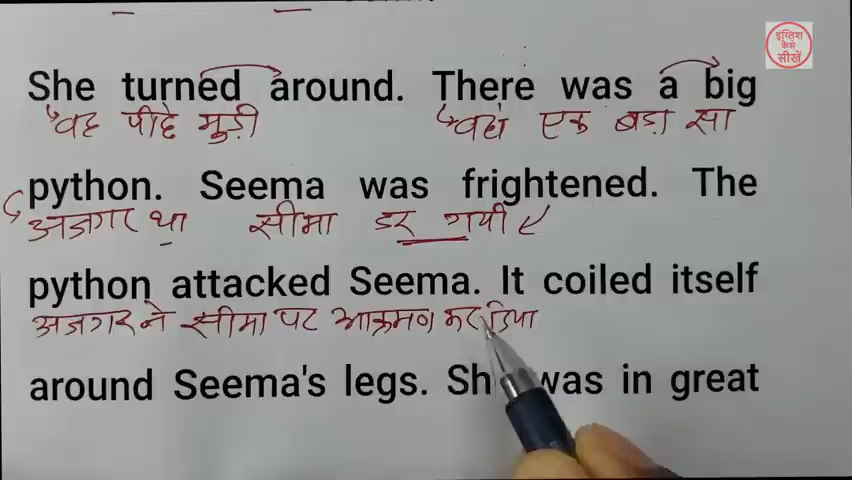 इंग्लिश
कैसे
सीखें
She turned around. There was a big
वह पीछे मुड़ी वहां एक बड़ा सा
python. Seema was frightened. The
अजगर था सीमा डर गयी
python attacked Seema. It coiled itself
अजगर ने सीमा पर आक्रमण कर दिया
around Seema's legs. She was in great